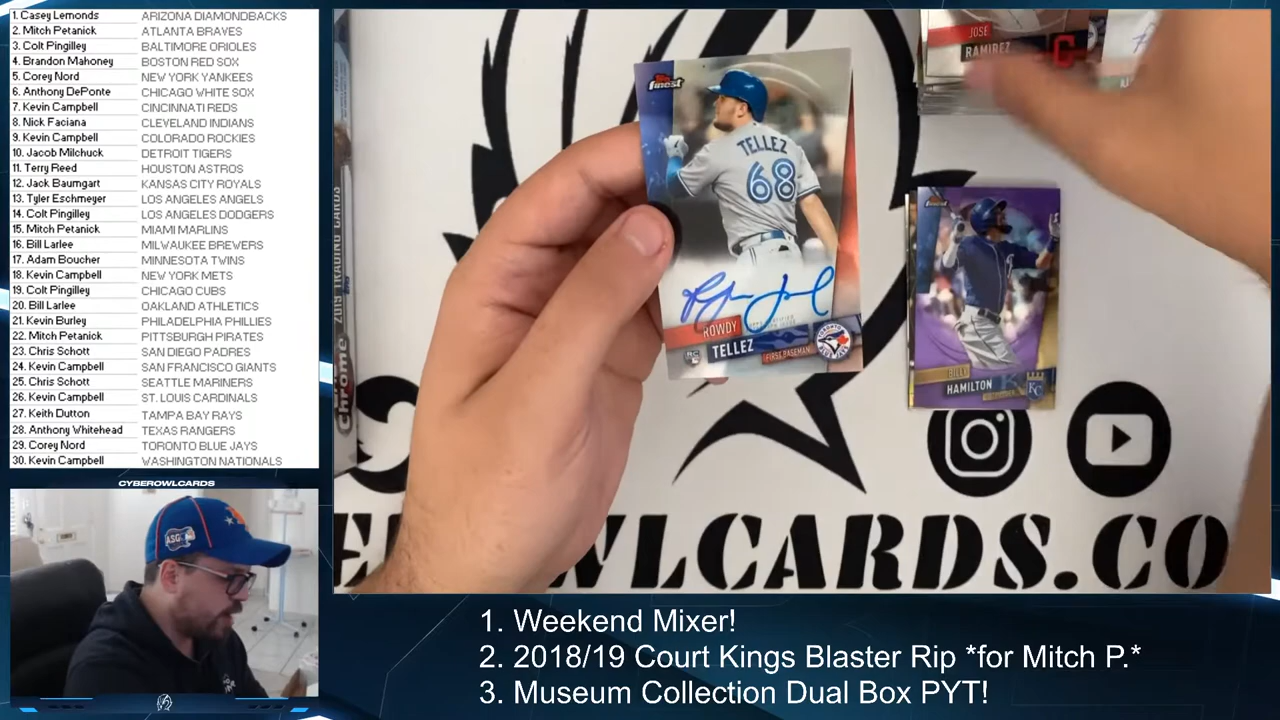 1. Casey Lemonds ARIZONA DIAMONDBACKS
2. Mitch Petanick ATLANTA BRAVES
3. Colt Pingilley BALTIMORE ORIOLES
4. Brandon Mahoney BOSTON RED SOX
5. Corey Nord NEW YORK YANKEES
6. Anthony DePonte CHICAGO WHITE SOX
7. Kevin Campbell CINCINNATI REDS
8. Nick Faciana CLEVELAND INDIANS
9. Kevin Campbell COLORADO ROCKIES
10. Jacob Milchuck DETROIT TIGERS
11. Terry Reed HOUSTON ASTROS
12. Jack Baumgart KANSAS CITY ROYALS
13. Tyler Eschmeyer LOS ANGELES ANGELS
14. Colt Pingilley LOS ANGELES DODGERS
15. Mitch Petanick MIAMI MARLINS
16. Bill Larlee MILWAUKEE BREWERS
17. Adam Boucher MINNESOTA TWINS
18. Kevin Campbell NEW YORK METS
19. Colt Pingilley CHICAGO CUBS
20. Bill Larlee OAKLAND ATHLETICS
21. Kevin Burley PHILADELPHIA PHILLIES
22. Mitch Petanick PITTSBURGH PIRATES
23. Chris Schott SAN DIEGO PADRES
24. Kevin Campbell SAN FRANCISCO GIANTS
25. Chris Schott SEATTLE MARINERS
26. Kevin Campbell ST. LOUIS CARDINALS
27. Keith Dutton TAMPA BAY RAYS
28. Anthony Whitehead TEXAS RANGERS
29. Corey Nord TORONTO BLUE JAYS
30. Kevin Campbell WASHINGTON NATIONALS
CYBEROWLCARDS
ASG
2019 TRADING CARDS
Chrome
JOSE
RAMIREZ
C
finest
TELLEZ
68
ROWDY
TELLEZ
RC
FIRST BASEMAN
finest
BILLY
HAMILTON
KC
WLCARDS.CO
1. Weekend Mixer!
2. 2018/19 Court Kings Blaster Rip *for Mitch P.*
3. Museum Collection Dual Box PYT!